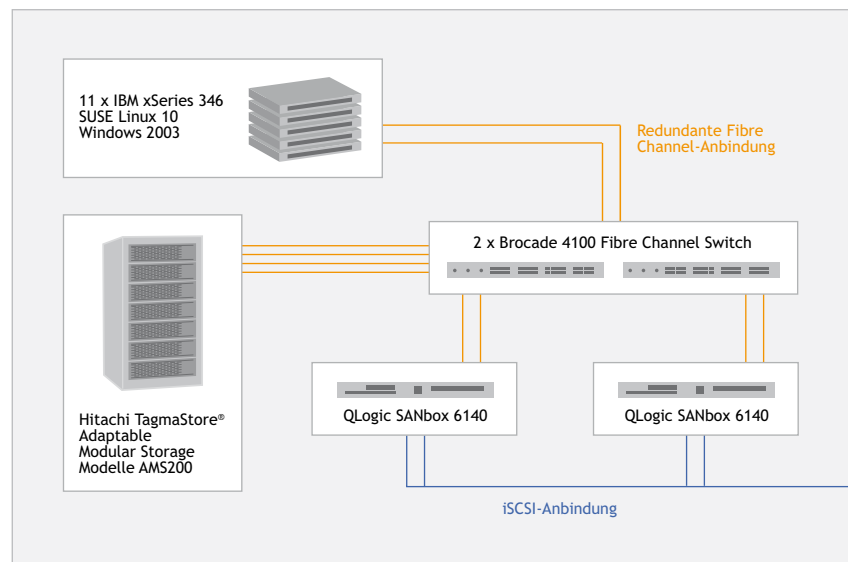 11 x IBM xSeries 346
SUSE Linux 10
Windows 2003
Redundante Fibre
Channel-Anbindung
2 x Brocade 4100 Fibre Channel Switch
Hitachi TagmaStore®
Adaptable
Modular Storage
Modelle AMS200
QLogic SANbox 6140
QLogic SANbox 6140
iSCSI-Anbindung